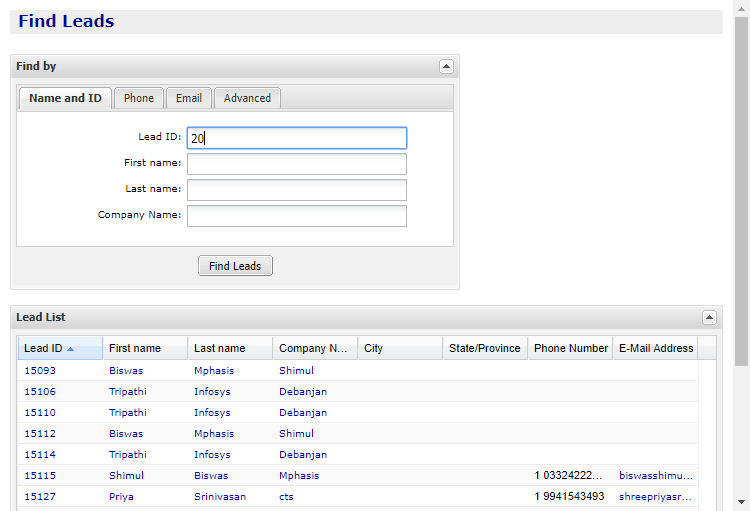 Find Leads
Find by
Name and ID Phone Email Advanced
Lead ID: 20
First name:
Last name:
Company Name:
Find Leads
Lead List
Lead ID First name Last name Company N... City State/Province Phone Number E-Mail Address
15093 Biswas Mphasis Shimul
15106 Tripathi Infosys Debanjan
15110 Tripathi Infosys Debanjan
15112 Biswas Mphasis Shimul
15114 Tripathi Infosys Debanjan
15115 Shimul Biswas Mphasis 1 03324222... biswasshimu...
15127 Priya Srinivasan cts 1 9941543493 shreepriyasr...